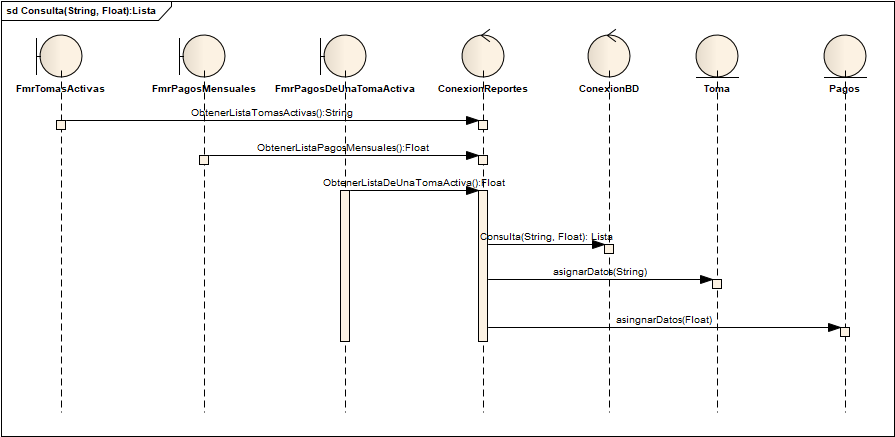 sd Consulta(String, Float):Lista
FmrTomasActivas
FmrPagosMensuales
FmrPagosDeUnaTomaActiva
ConexionReportes
ConexionBD
Toma
Pagos
ObtenerListaTomasActivas():String
ObtenerListaPagosMensuales():Float
ObtenerListaDeUnaTomaActiva():Float
Consulta(String, Float): Lista
asignarDatos(String)
asingnarDatos(Float)